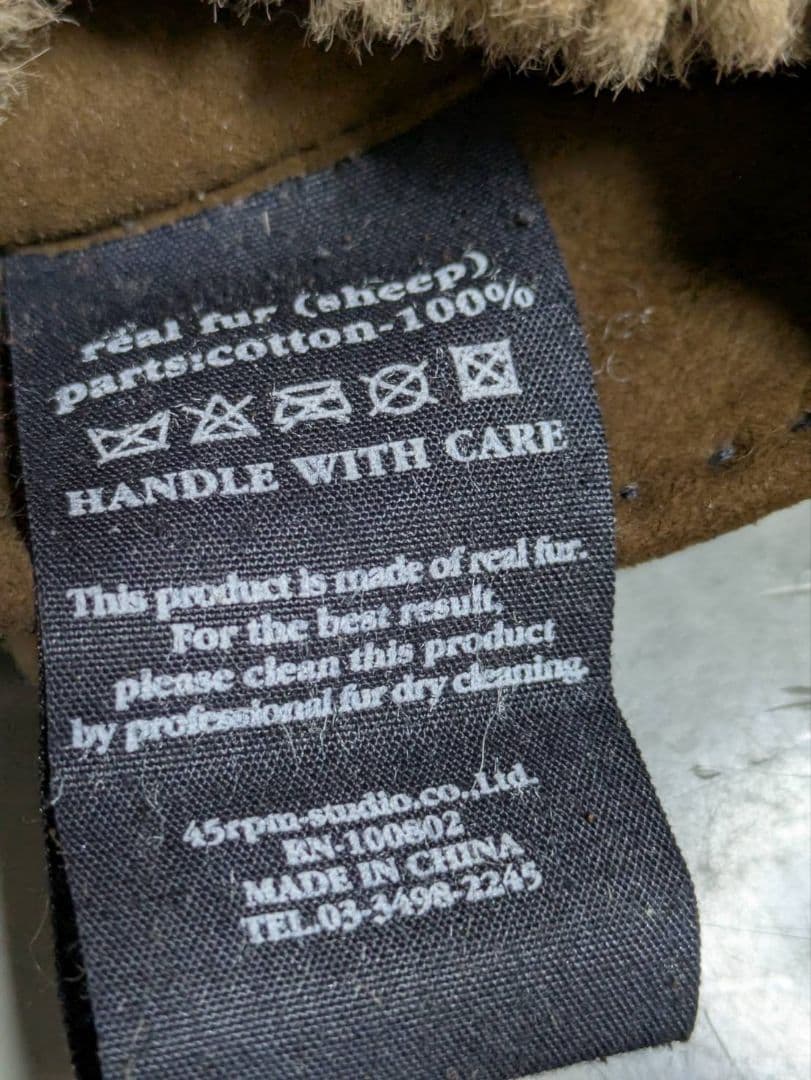 real fur (sheep)
parts:cotton-100%
HANDLE WITH CARE
This product is made of real fur.
For the best result,
please clean this product
by professional fur dry cleaning.
45rpm-studio.co.,Ltd.
RN-100802
MADE IN CHINA
TEL.03-3498-2245